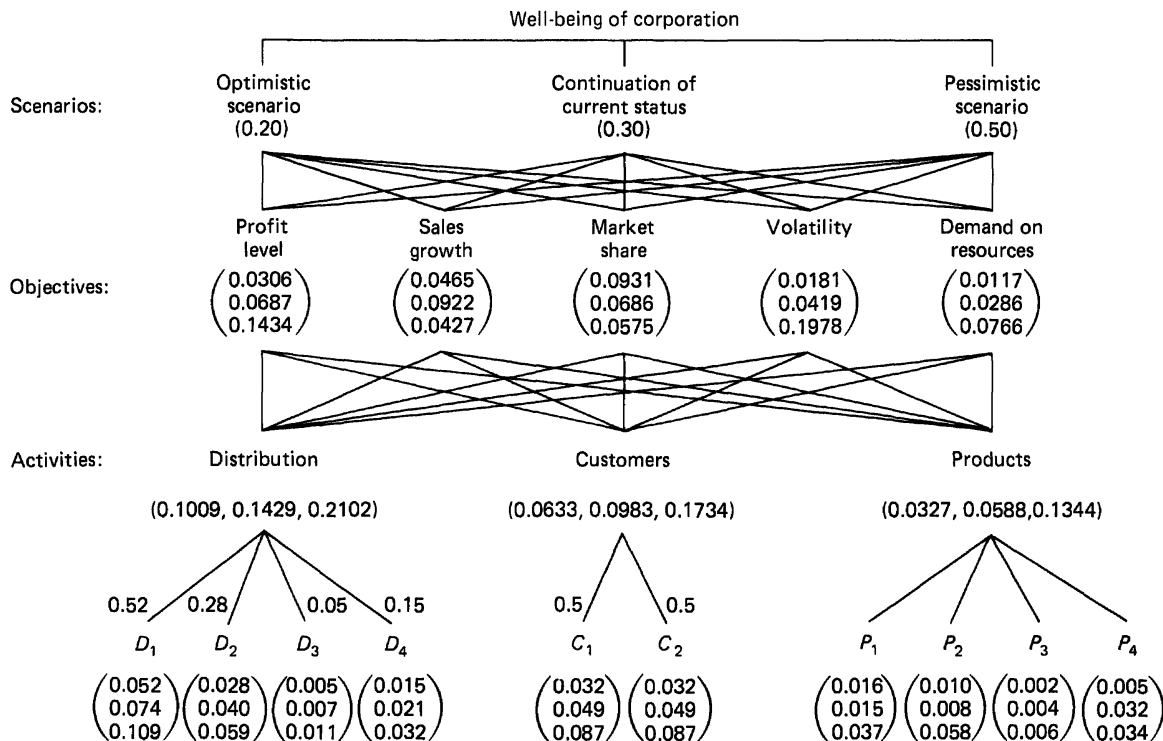 Well-being of corporation
Scenarios:
Optimistic scenario (0.20)
Continuation of current status (0.30)
Pessimistic scenario (0.50)
Objectives:
Profit level
0.0306
0.0687
0.1434
Sales growth
0.0465
0.0922
0.0427
Market share
0.0931
0.0686
0.0575
Volatility
0.0181
0.0419
0.1978
Demand on resources
0.0117
0.0286
0.0766
Activities:
Distribution
(0.1009, 0.1429, 0.2102)
Customers
(0.0633, 0.0983, 0.1734)
Products
(0.0327, 0.0588,0.1344)
0.52 0.28 0.05 0.15
0.5 0.5
D₁ D₂ D₃ D₄
C₁ C₂
P₁ P₂ P₃ P₄
0.052 0.028 0.005 0.015 0.032 0.032 0.016 0.010 0.002 0.005
0.074 0.040 0.007 0.021 0.049 0.049 0.015 0.008 0.004 0.032
0.109 0.059 0.011 0.032 0.087 0.087 0.037 0.058 0.006 0.034